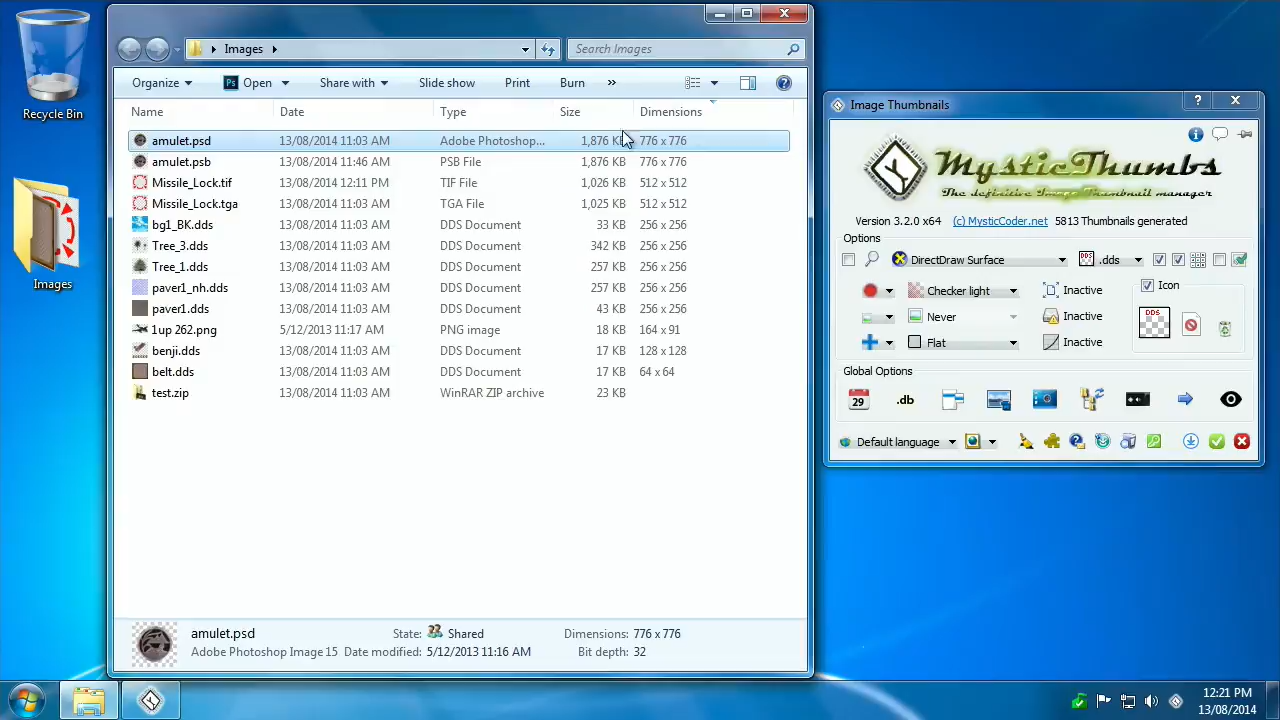 Recycle Bin
Images
Images
Search Images
Organize
Ps Open
Share with
Slide show
Print
Burn
»
Name Date Type Size Dimensions
amulet.psd 13/08/2014 11:03 AM Adobe Photoshop... 1,876 KB 776 x 776
amulet.psb 13/08/2014 11:46 AM PSB File 1,876 KB 776 x 776
Missile_Lock.tif 13/08/2014 12:11 PM TIF File 1,026 KB 512 x 512
Missile_Lock.tga 13/08/2014 11:03 AM TGA File 1,025 KB 512 x 512
bg1_BK.dds 13/08/2014 11:03 AM DDS Document 33 KB 256 x 256
Tree_3.dds 13/08/2014 11:03 AM DDS Document 342 KB 256 x 256
Tree_1.dds 13/08/2014 11:03 AM DDS Document 257 KB 256 x 256
paver1_nh.dds 13/08/2014 11:03 AM DDS Document 257 KB 256 x 256
paver1.dds 13/08/2014 11:03 AM DDS Document 43 KB 256 x 256
1up 262.png 5/12/2013 11:17 AM PNG image 18 KB 164 x 91
benji.dds 13/08/2014 11:03 AM DDS Document 17 KB 128 x 128
belt.dds 13/08/2014 11:03 AM DDS Document 17 KB 64 x 64
test.zip 13/08/2014 11:03 AM WinRAR ZIP archive 23 KB
amulet.psd State: Shared Dimensions: 776 x 776
Adobe Photoshop Image 15 Date modified: 5/12/2013 11:16 AM Bit depth: 32
Image Thumbnails
MysticThumbs
The definitive Image Thumbnail manager
Version 3.2.0 x64 (c) MysticCoder.net 5813 Thumbnails generated
Options
DirectDraw Surface DDS .dds
Checker light Inactive Icon
Never Inactive DDS
Flat Inactive
Global Options
29 .db
Default language
12:21 PM
13/08/2014